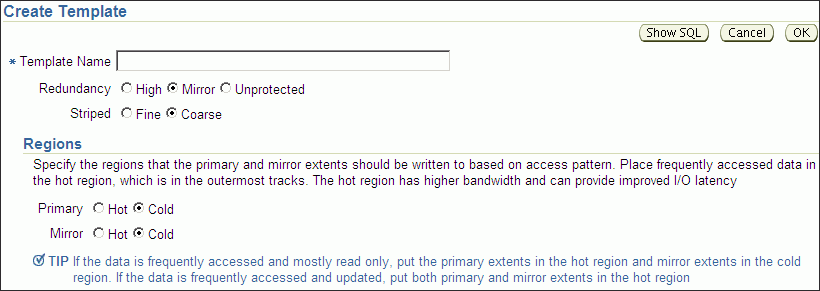 Create Template
Show SQL Cancel OK
* Template Name
Redundancy High Mirror Unprotected
Striped Fine Coarse
Regions
Specify the regions that the primary and mirror extents should be written to based on access pattern. Place frequently accessed data in
the hot region, which is in the outermost tracks. The hot region has higher bandwidth and can provide improved I/O latency
Primary Hot Cold
Mirror Hot Cold
TIP If the data is frequently accessed and mostly read only, put the primary extents in the hot region and mirror extents in the cold
region. If the data is frequently accessed and updated, put both primary and mirror extents in the hot region